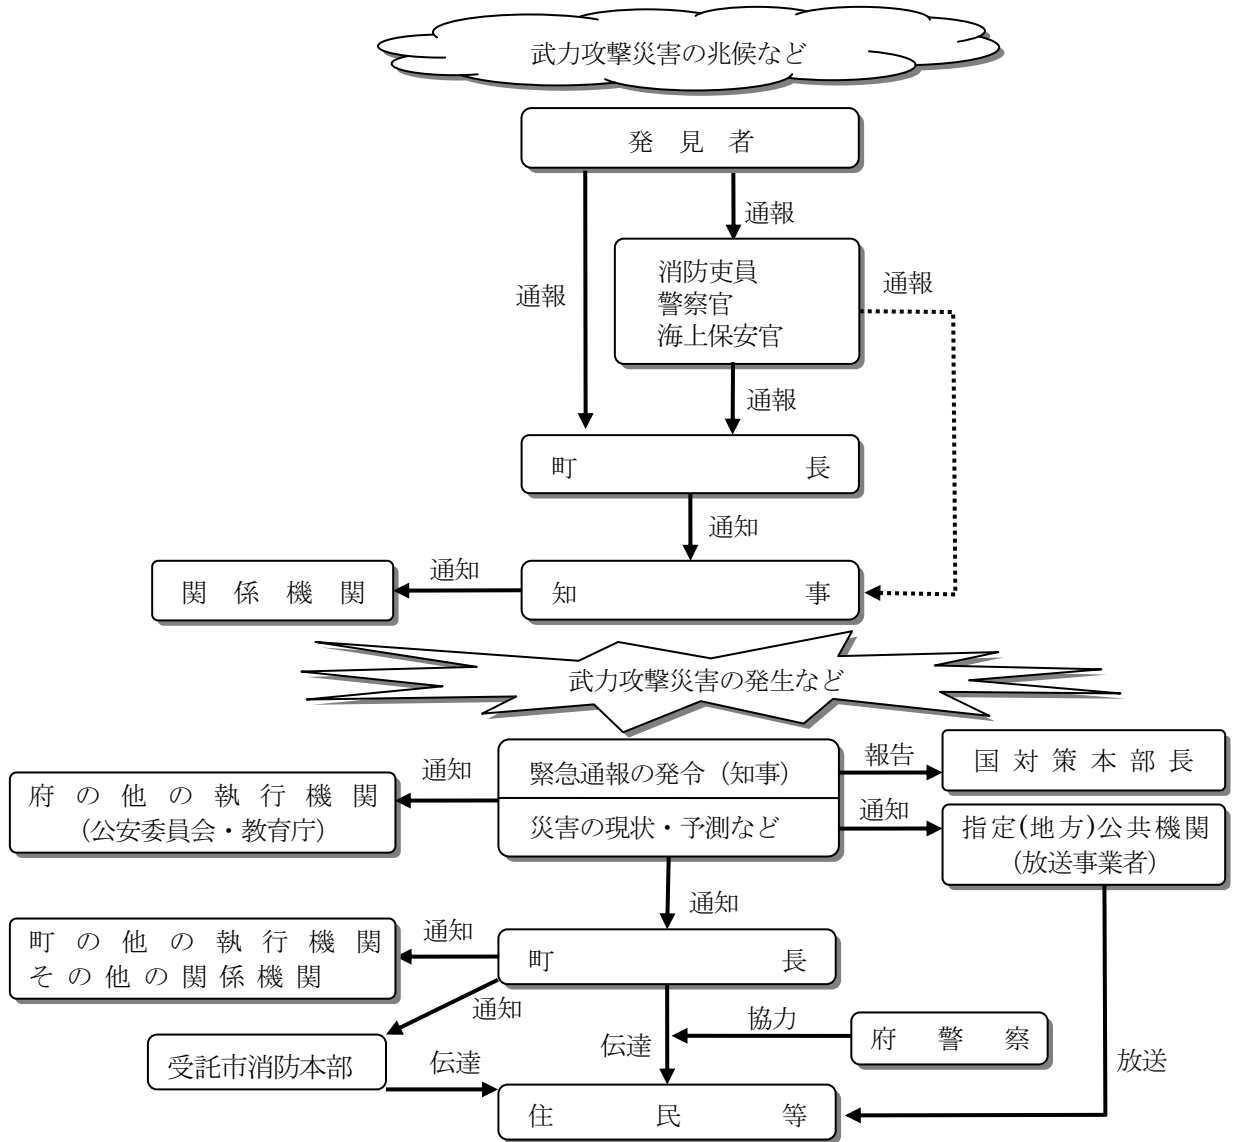 武力攻撃災害の兆候など
発見者
通報
消防吏員
警察官
海上保安官
通報
通報
通報
町長
通知
関係機関
通知
知事
武力攻撃災害の発生など
緊急通報の発令（知事）
災害の現状・予測など
報告
国対策本部長
通知
府の他の執行機関
（公安委員会・教育庁）
通知
指定(地方)公共機関
（放送事業者）
通知
町の他の執行機関
その他の関係機関
通知
町長
通知
協力
府警察
受託市消防本部
伝達
伝達
放送
住民等